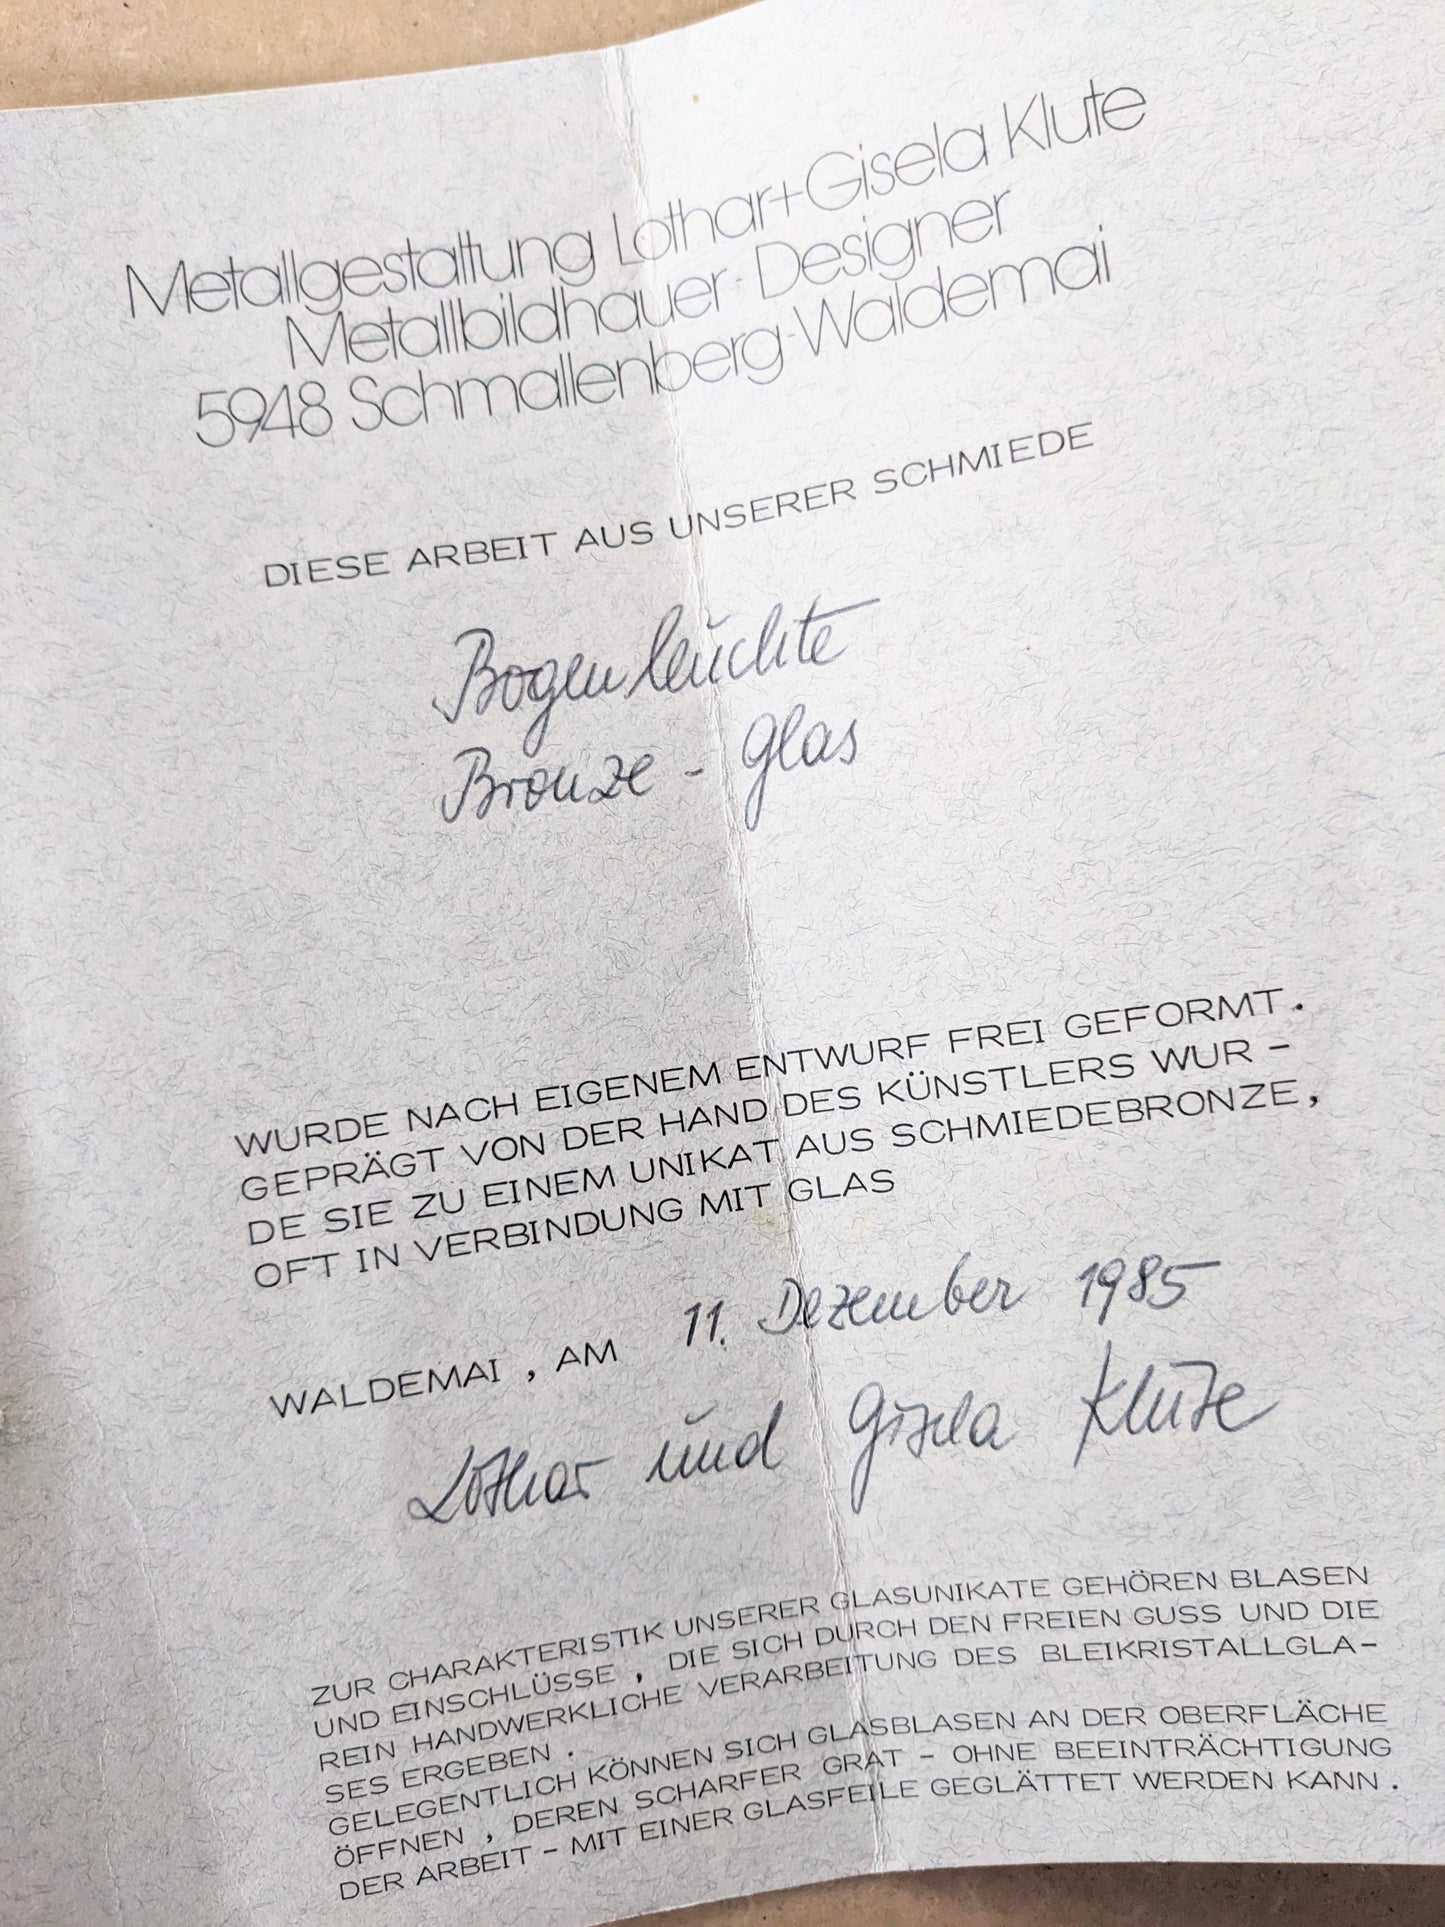 Metallgestaltung Lothar+Gisela Klute
Metallbildhauer-Designer
5948 Schmallenberg-Waldemai
DIESE ARBEIT AUS UNSERER SCHMIEDE
Bogenleuchte
Bronze - Glas
WURDE NACH EIGENEM ENTWURF FREI GEFORMT.
GEPRÄGT VON DER HAND DES KÜNSTLERS WUR -
DE SIE ZU EINEM UNIKAT AUS SCHMIEDEBRONZE,
OFT IN VERBINDUNG MIT GLAS
WALDEMAI , AM 11. Dezember 1985
Lothar und Gisela Klute
ZUR CHARAKTERISTIK UNSERER GLASUNIKATE GEHÖREN BLASEN
UND EINSCHLÜSSE , DIE SICH DURCH DEN FREIEN GUSS UND DIE
REIN HANDWERKLICHE VERARBEITUNG DES BLEIKRISTALLGLA-
SES ERGEBEN .
GELEGENTLICH KÖNNEN SICH GLASBLASEN AN DER OBERFLÄCHE
ÖFFNEN , DEREN SCHARFER GRAT - OHNE BEEINTRÄCHTIGUNG
DER ARBEIT - MIT EINER GLASFEILE GEGLÄTTET WERDEN KANN .